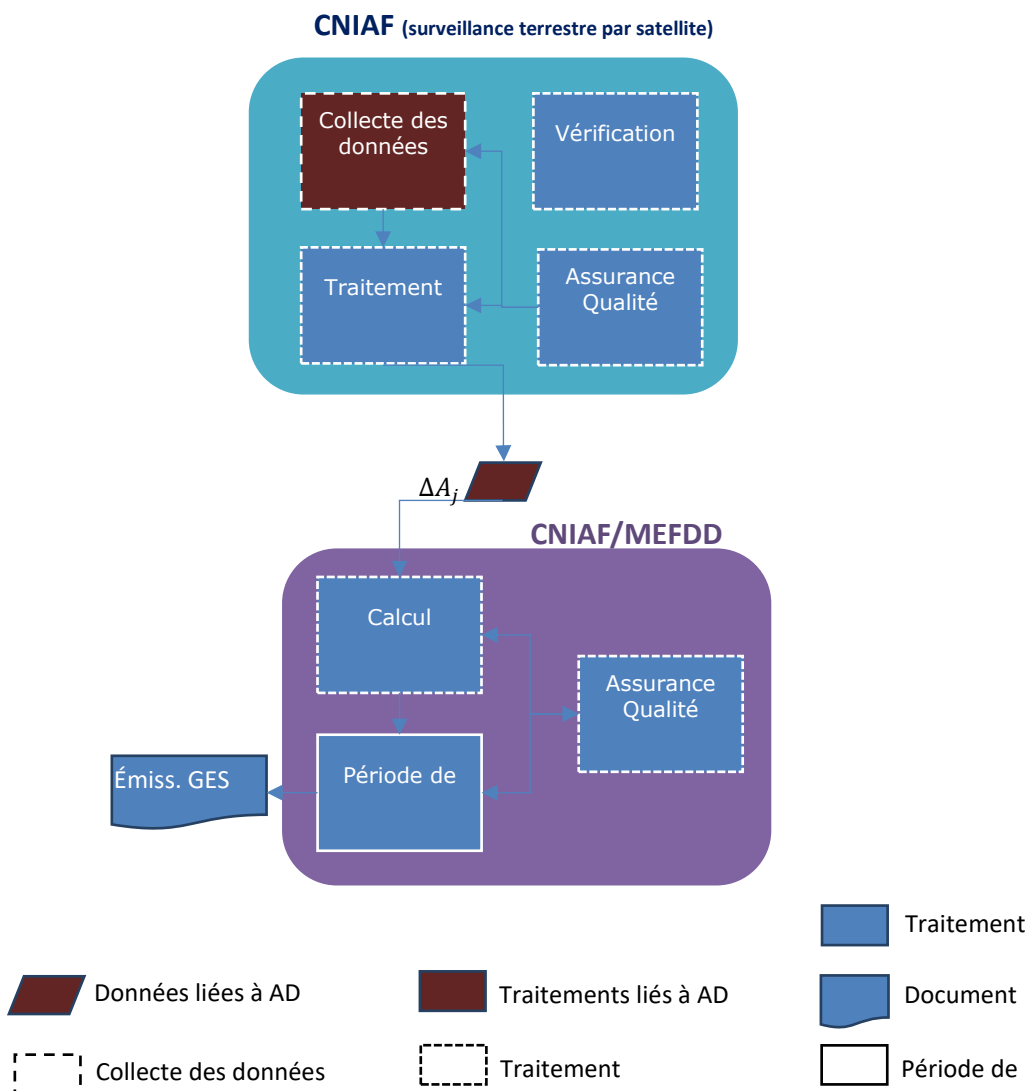 CNIAF (surveillance terrestre par satellite)
Collecte des
données
Vérification
Traitement
Assurance
Qualité
ΔA_j
CNIAF/MEFDD
Calcul
Assurance
Qualité
Période de
Émiss. GES
Traitement
Données liées à AD
Traitements liés à AD
Document
Collecte des données
Traitement
Période de